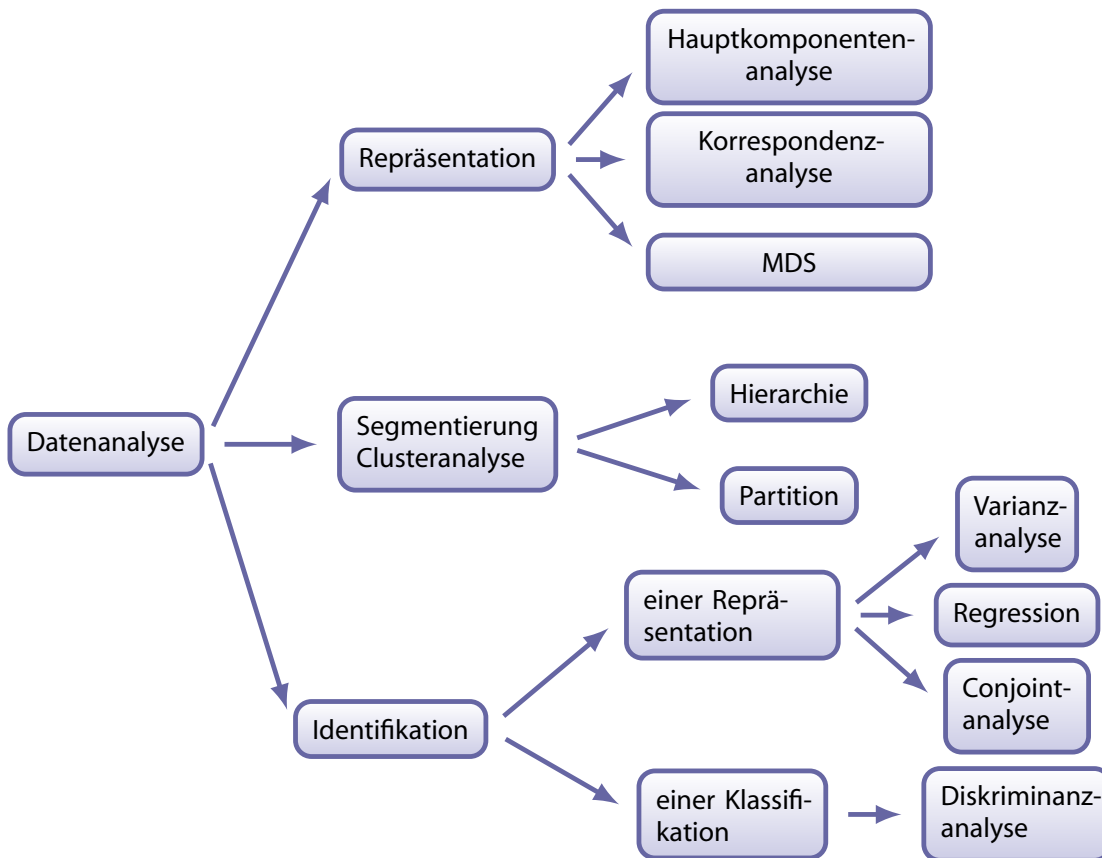 Hauptkomponenten-
analyse
Korrespondenz-
analyse
Repräsentation
MDS
Hierarchie
Segmentierung
Clusteranalyse
Datenanalyse
Partition
Varianz-
analyse
einer Reprä-
sentation
Regression
Conjoint-
analyse
Identifikation
einer Klassifi-
kation
Diskriminanz-
analyse